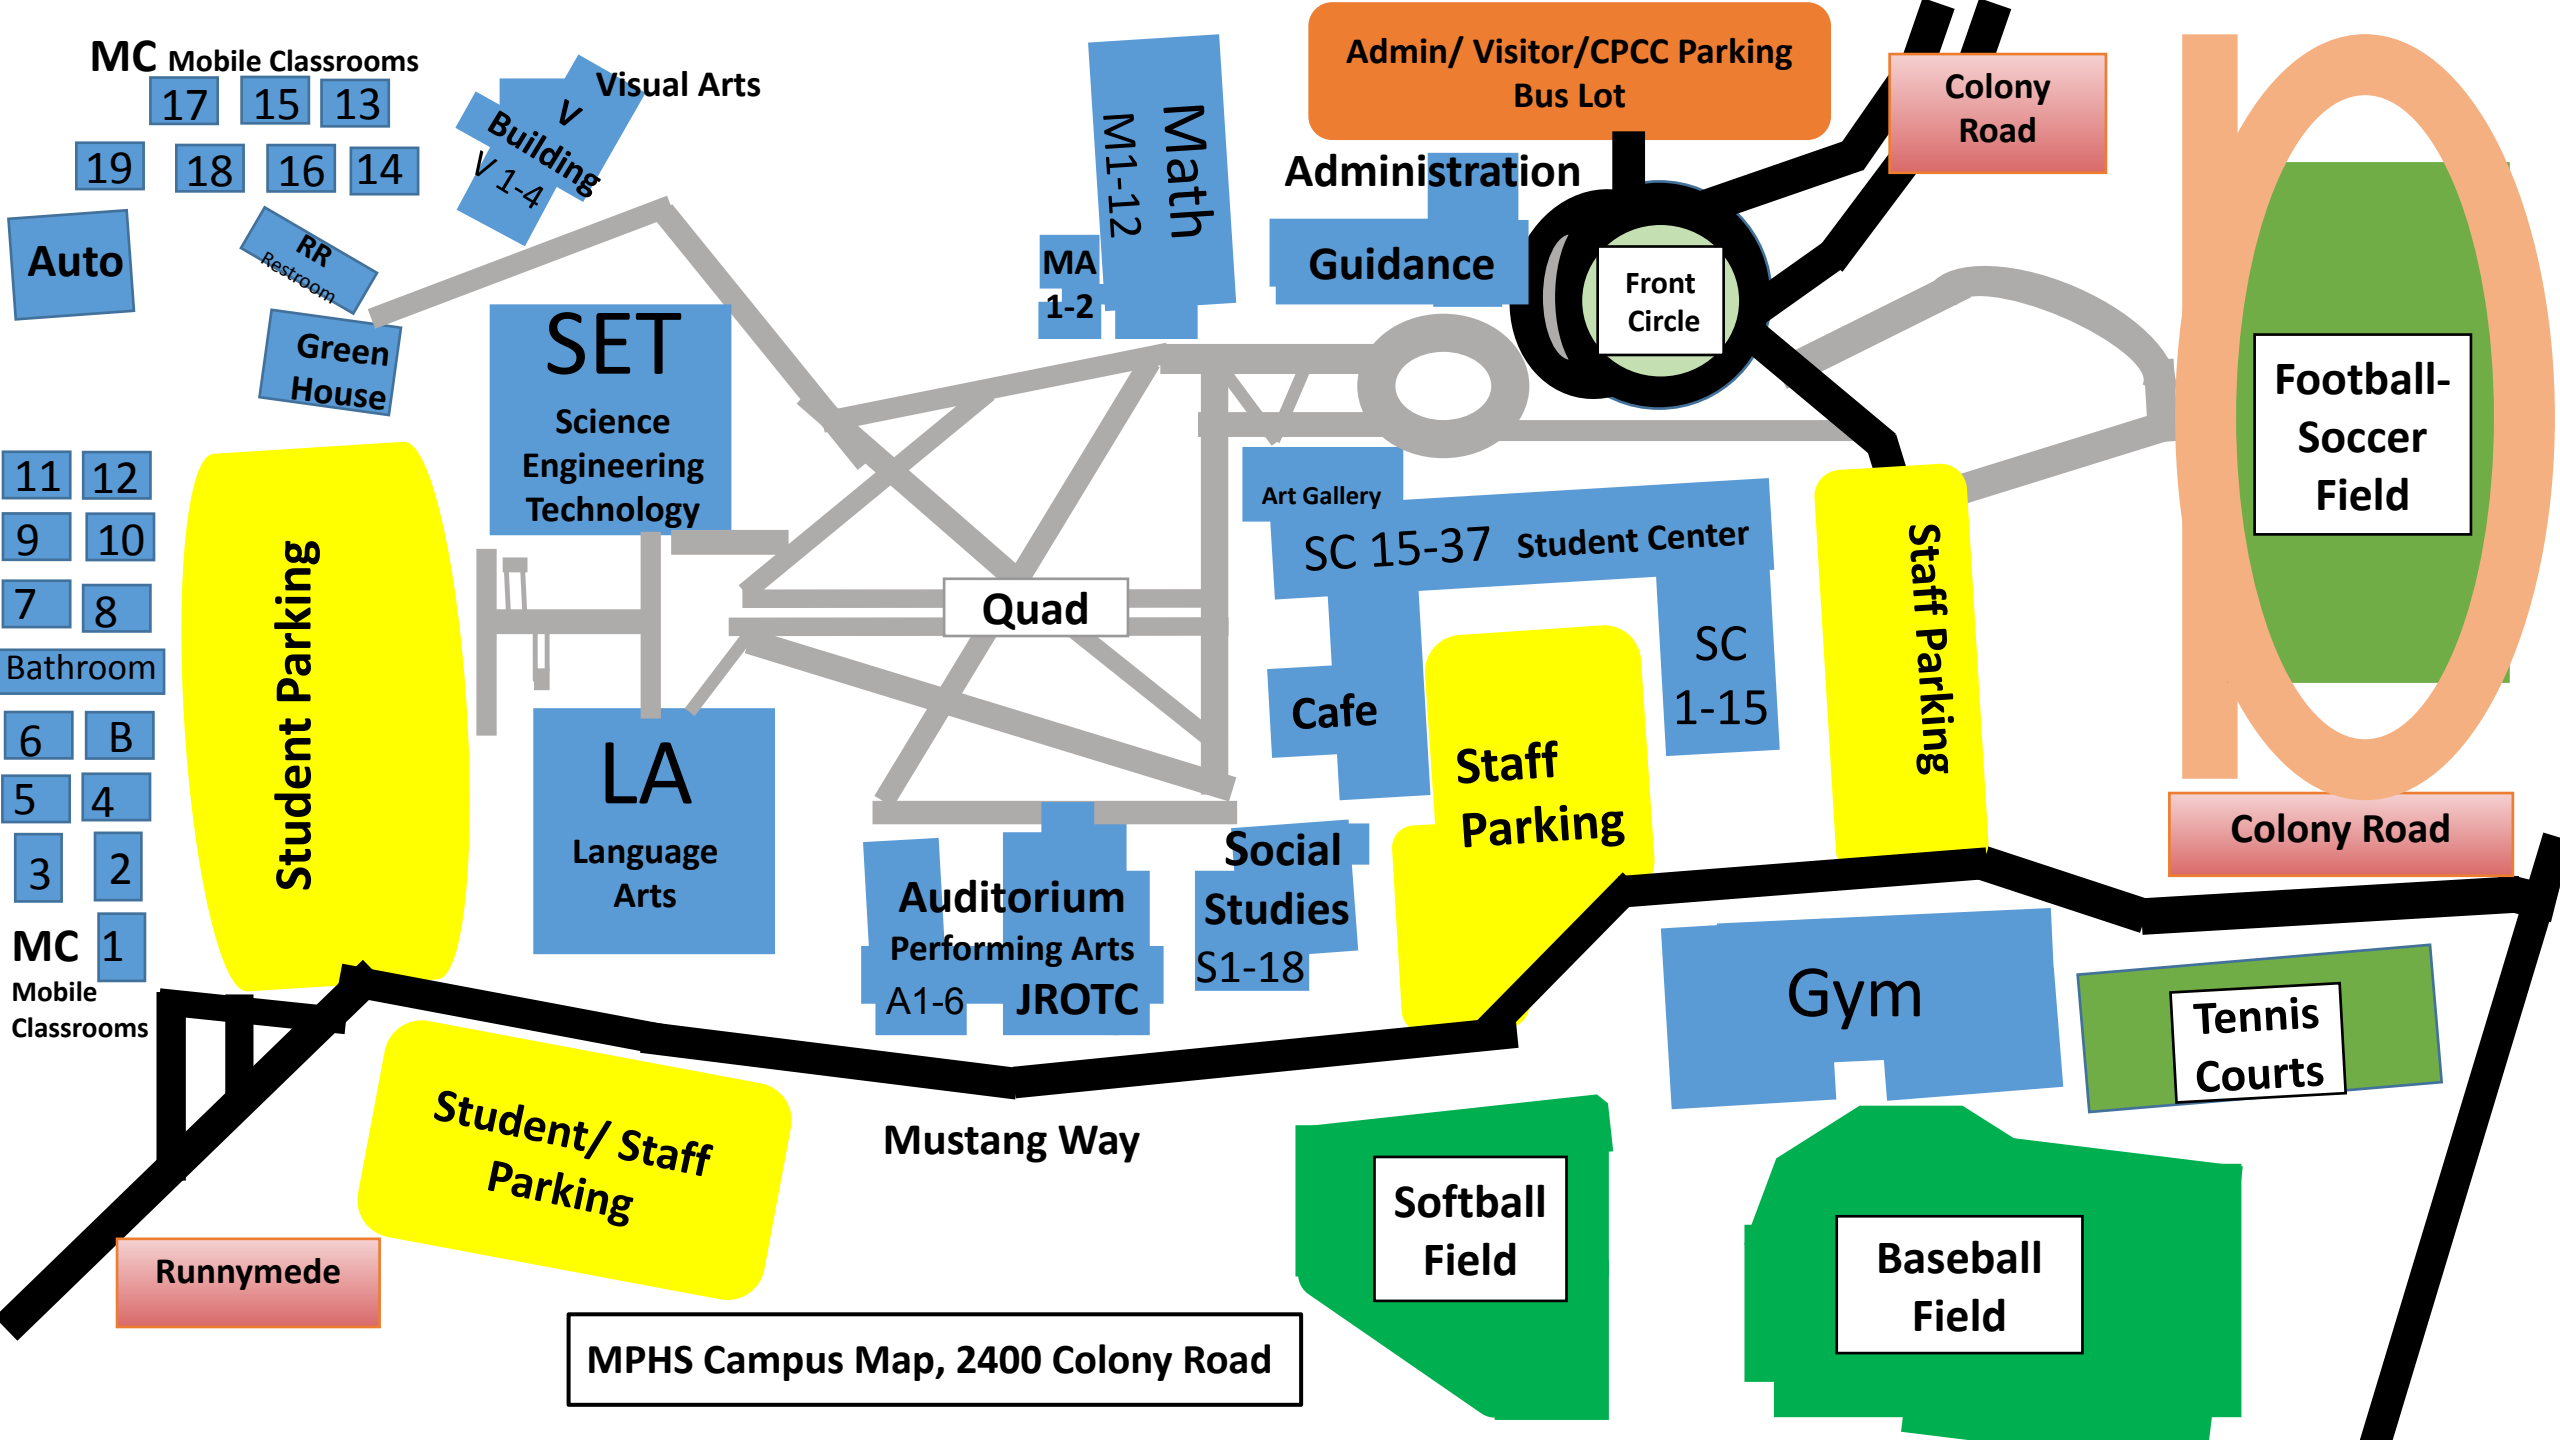 MC Mobile Classrooms
17
15
13
19
18
16
14
Auto
RR
Restroom
Green
House
Visual Arts
V
Building
V 1-4
SET
Science
Engineering
Technology
Math
M1-12
MA
1-2
Admin/ Visitor/CPCC Parking
Bus Lot
Administration
Guidance
Front
Circle
Colony
Road
Football-
Soccer
Field
11
12
9
10
7
8
Bathroom
6
B
5
4
3
2
MC
1
Mobile
Classrooms
Student Parking
Quad
Art Gallery
SC 15-37 Student Center
SC
1-15
Cafe
Staff
Parking
Staff Parking
Colony Road
LA
Language
Arts
Auditorium
Performing Arts
A1-6
JROTC
Social
Studies
S1-18
Gym
Tennis
Courts
Student/ Staff
Parking
Mustang Way
Softball
Field
Baseball
Field
Runnymede
MPHS Campus Map, 2400 Colony Road